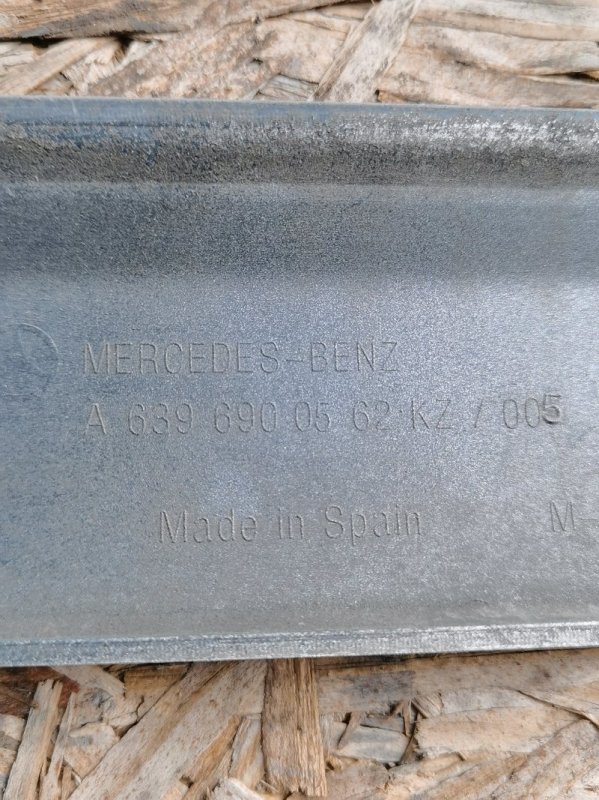 MERCEDES-BENZ
A 639 690 05 62 KZ / 005
Made in Spain
M-